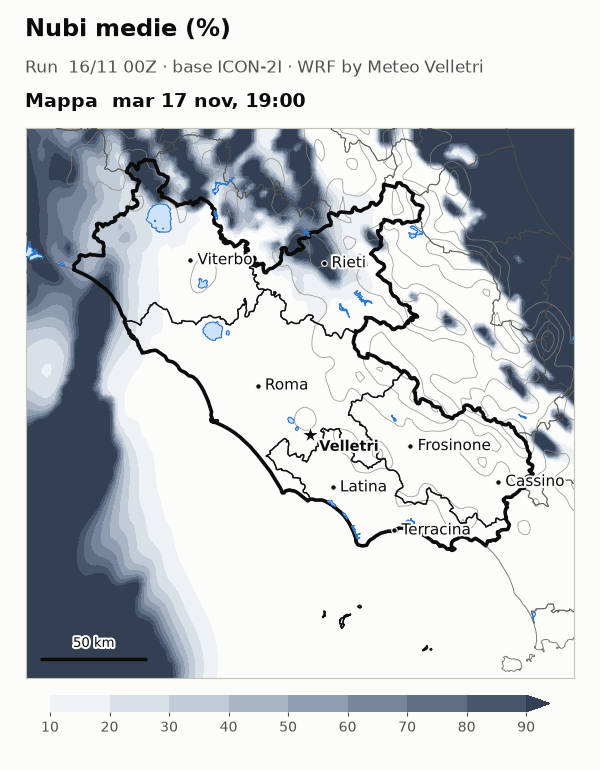 Nubi medie (%)
Run  16/11 00Z · base ICON-2I · WRF by Meteo Velletri
Mappa  mar 17 nov, 19:00
Viterbo
Rieti
Roma
Velletri
Frosinone
Cassino
Latina
Terracina
50 km
10 20 30 40 50 60 70 80 90